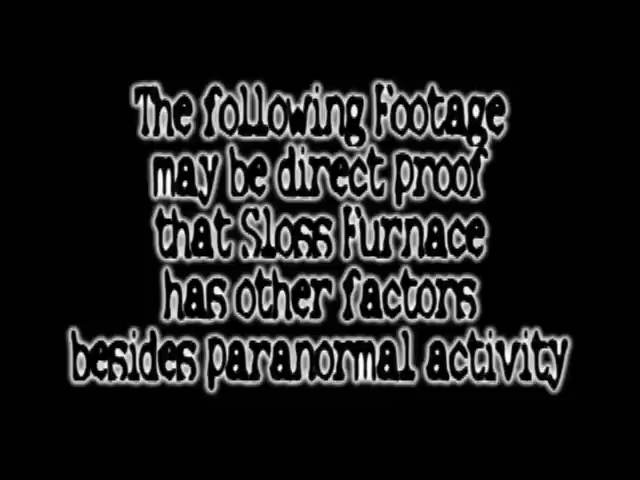 The following Footage
may be direct proof
that Sloss Furnace
has other factors
besides paranormal activity